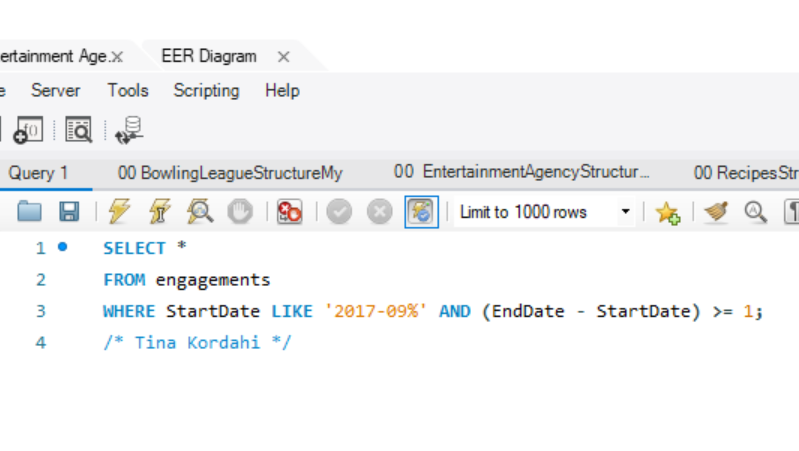 ertainment Age. EER Diagram
e Server Tools Scripting Help
Query 1 00 BowlingLeagueStructureMy 00 EntertainmentAgencyStructur... 00 RecipesStr
Limit to 1000 rows
1 SELECT *
2 FROM engagements
3 WHERE StartDate LIKE '2017-09%' AND (EndDate - StartDate) >= 1;
4 /* Tina Kordahi */